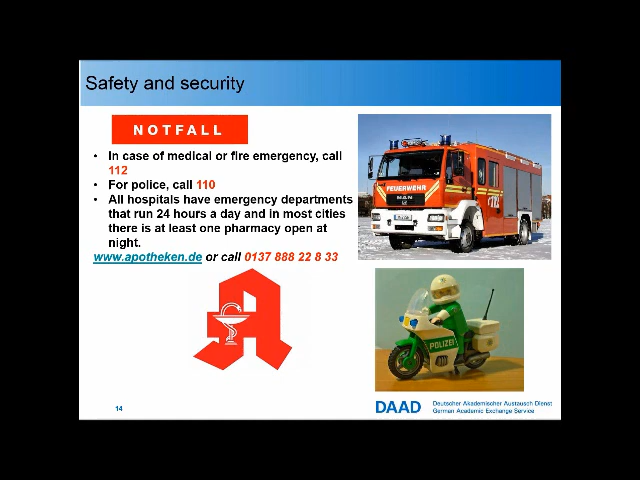 Safety and security
NOTFALL
• In case of medical or fire emergency, call
112
• For police, call 110
• All hospitals have emergency departments
that run 24 hours a day and in most cities
there is at least one pharmacy open at
night.
www.apotheken.de or call 0137 888 22 8 33
FEUERWEHR
MAN
112
POLIZEI
14
DAAD
Deutscher Akademischer Austausch Dienst
German Academic Exchange Service